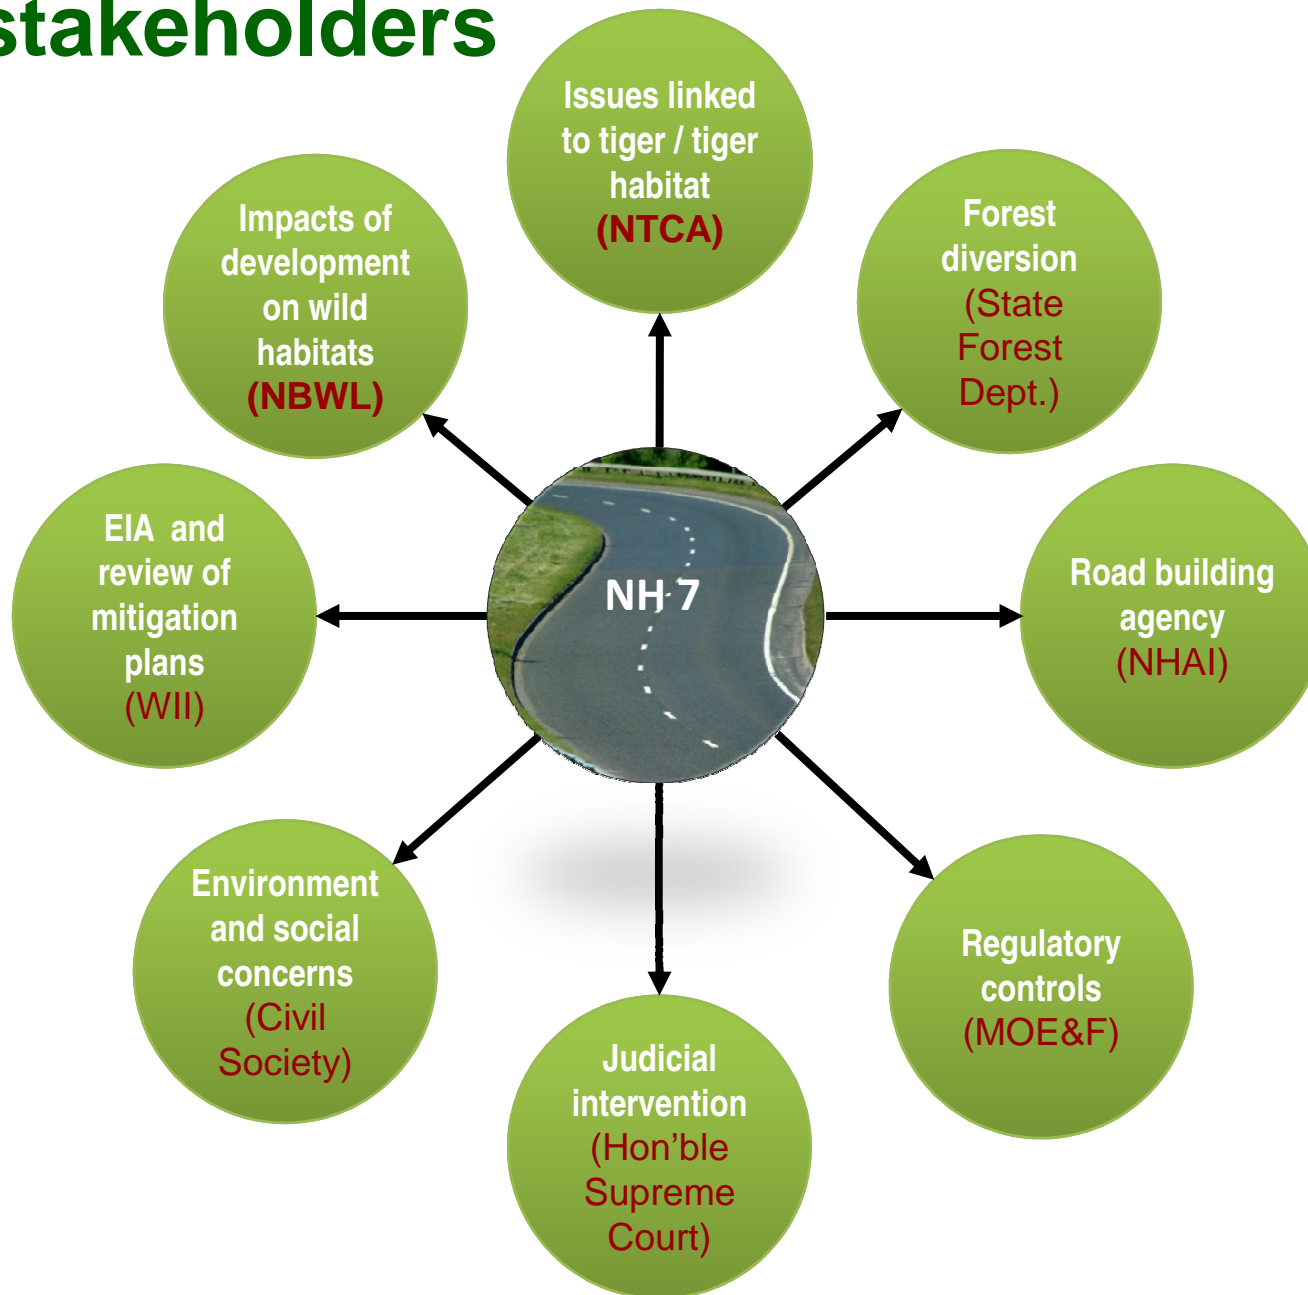 stakeholders
Issues linked
to tiger / tiger
habitat
(NTCA)
Forest
diversion
(State
Forest
Dept.)
Road building
agency
(NHAI)
Regulatory
controls
(MOE&F)
Judicial
intervention
(Hon’ble
Supreme
Court)
Environment
and social
concerns
(Civil
Society)
EIA and
review of
mitigation
plans
(WII)
Impacts of
development
on wild
habitats
(NBWL)
NH 7